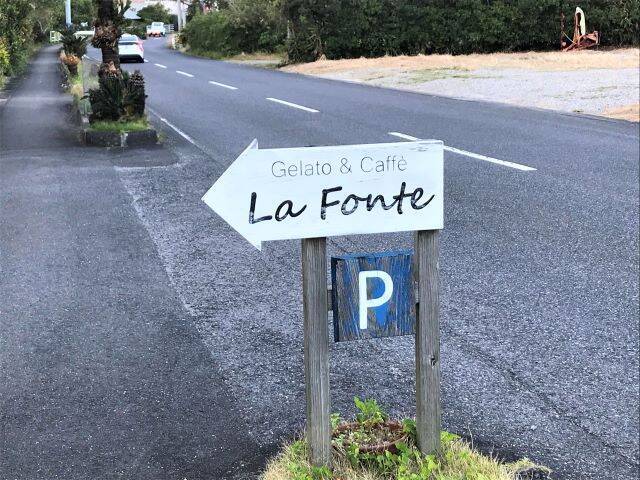 Gelato & Caffè
La Fonte
P